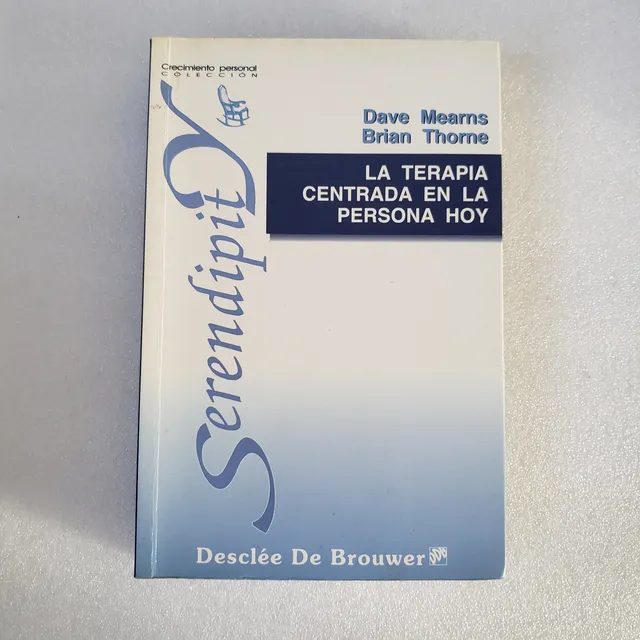 Crecimiento personal
COLECCIÓN
SerendipitY
Dave Mearns
Brian Thorne
LA TERAPIA
CENTRADA EN LA
PERSONA HOY
Desclée De Brouwer